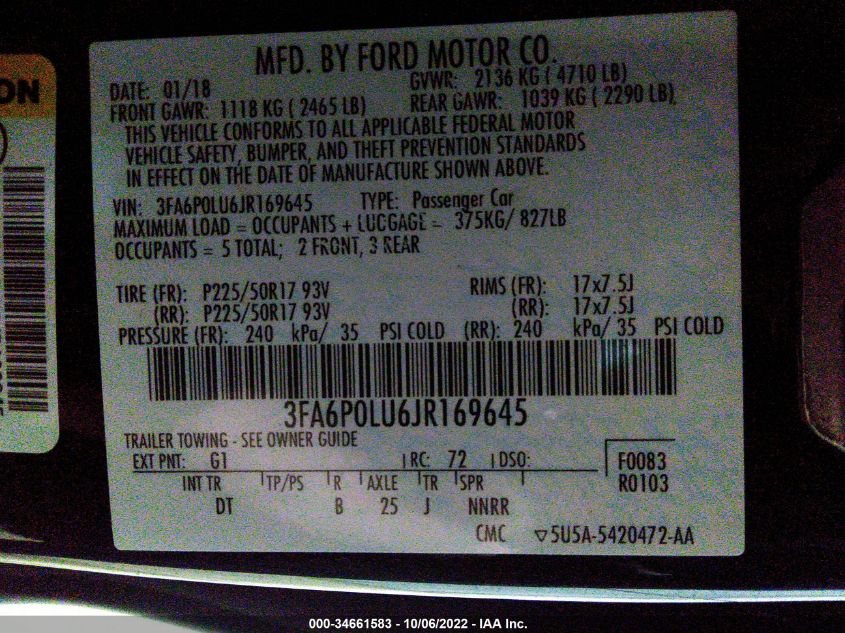 ON
MFD. BY FORD MOTOR CO.
DATE: 01/18 GVWR: 2136 KG ( 4710 LB)
FRONT GAWR: 1118 KG ( 2465 LB) REAR GAWR: 1039 KG ( 2290 LB)
THIS VEHICLE CONFORMS TO ALL APPLICABLE FEDERAL MOTOR
VEHICLE SAFETY, BUMPER, AND THEFT PREVENTION STANDARDS
IN EFFECT ON THE DATE OF MANUFACTURE SHOWN ABOVE.
VIN: 3FA6P0LU6JR169645 TYPE: Passenger Car
MAXIMUM LOAD = OCCUPANTS + LUGGAGE = 375KG/ 827LB
OCCUPANTS = 5 TOTAL; 2 FRONT, 3 REAR
TIRE (FR): P225/50R17 93V RIMS (FR): 17x7.5J
(RR): P225/50R17 93V (RR): 17x7.5J
PRESSURE (FR): 240 kPa/ 35 PSI COLD (RR): 240 kPa/ 35 PSI COLD
3FA6P0LU6JR169645
TRAILER TOWING - SEE OWNER GUIDE
EXT PNT: G1 RC: 72 DSO: F0083
INT TR TP/PS R AXLE TR SPR R0103
DT B 25 J NNRR
CMC ▽5U5A-5420472-AA
000-34661583 - 10/06/2022 - IAA Inc.